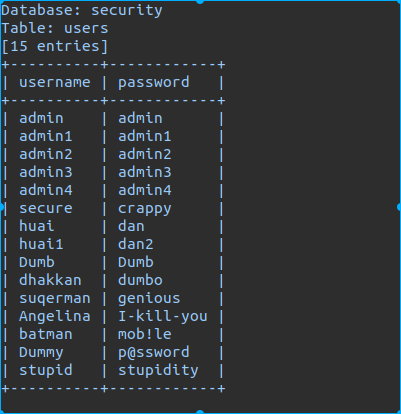 Database: security
Table: users
[15 entries]
+----------+------------+
| username | password   |
+----------+------------+
| admin    | admin      |
| admin1   | admin1     |
| admin2   | admin2     |
| admin3   | admin3     |
| admin4   | admin4     |
| secure   | crappy     |
| huai     | dan        |
| huai1    | dan2       |
| Dumb     | Dumb       |
| dhakkan  | dumbo      |
| suqerman | genious    |
| Angelina | I-kill-you |
| batman   | mob!le     |
| Dummy    | p@ssword   |
| stupid   | stupidity  |
+----------+------------+